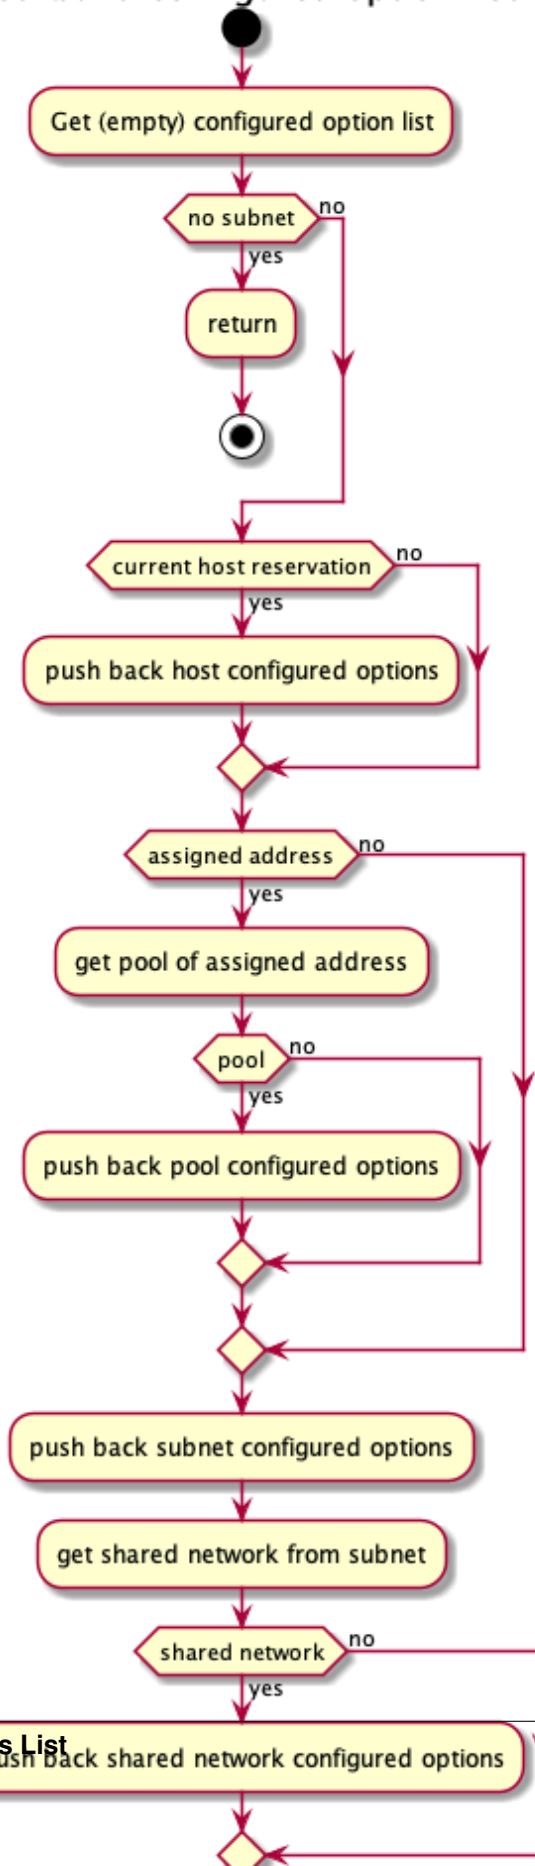 Get (empty) configured option list
no subnet
no
yes
return
current host reservation
no
yes
push back host configured options
assigned address
no
yes
get pool of assigned address
pool
no
yes
push back pool configured options
push back subnet configured options
get shared network from subnet
shared network
no
yes
s List
ush back shared network configured options